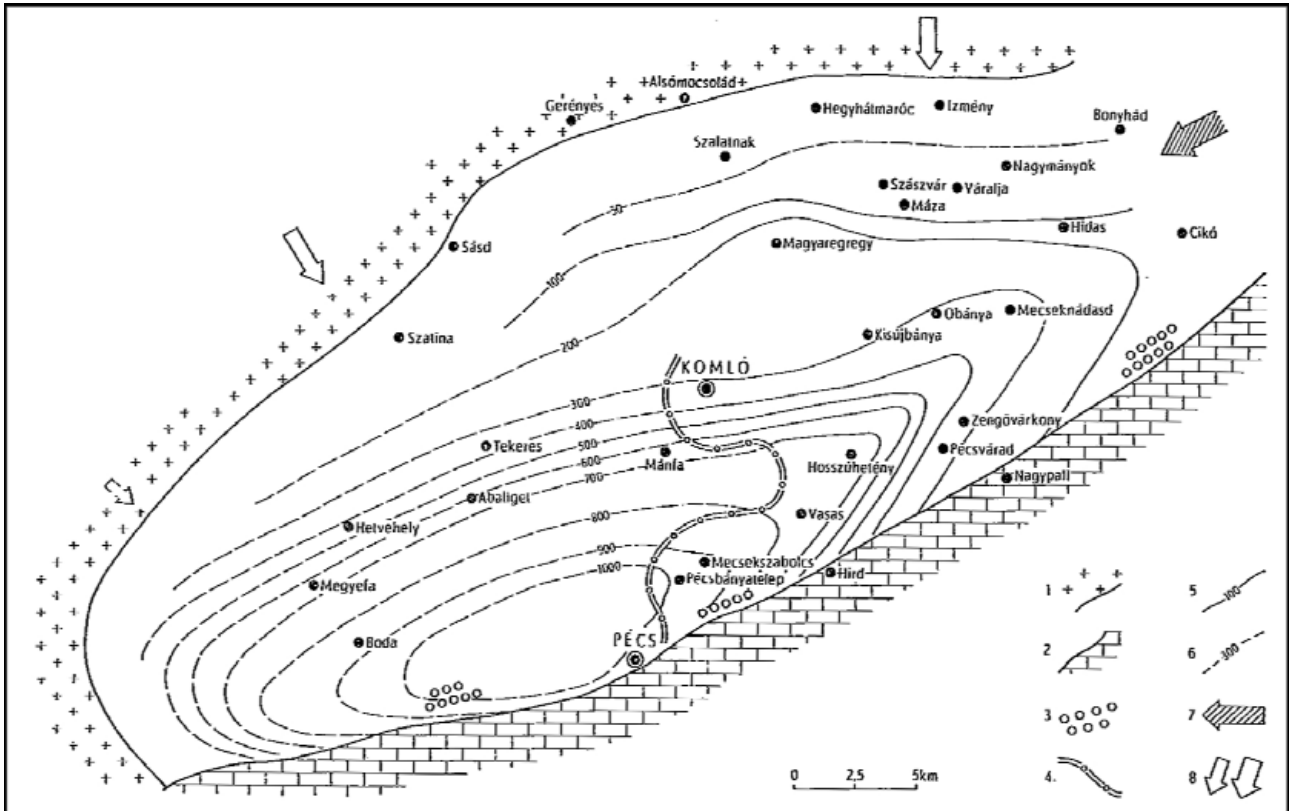 Alsómocsolád
Gerényes
Hegyhátmaróc
Izmény
Bonyhád
Szalatnak
Nagymányok
Szászvár
Váralja
Máza
50
Hidas
Cikó
Sásd
Magyaregregy
100
Óbánya
Mecseknádasd
Szatina
200
Kisújbánya
KOMLÓ
300
400
Zengővárkony
500
Tekeres
600
Mánfa
Hosszúhetény
Pécsvárad
700
Nagypall
Abaliget
800
Vasas
Hetvehely
900
Mecsekszabolcs
1000
Pécsbányatelep
Hird
Megyefa
Boda
PÉCS
1
5
100
2
6
300
3
7
0 2,5 5km
4
8